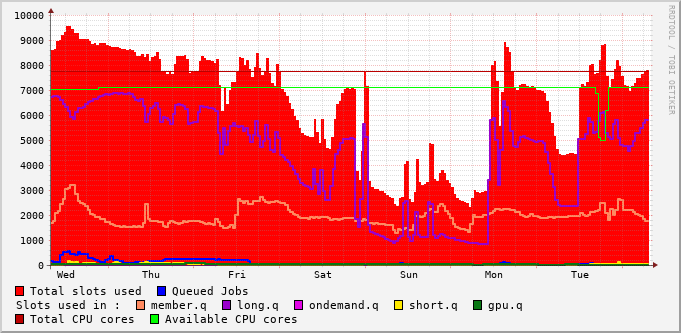 10000
9000
8000
7000
6000
5000
4000
3000
2000
1000
0
Wed Thu Fri Sat Sun Mon Tue
RRDTOOL / TOBI OETIKER
Total slots used Queued Jobs
Slots used in : member.q long.q ondemand.q short.q gpu.q
Total CPU cores Available CPU cores